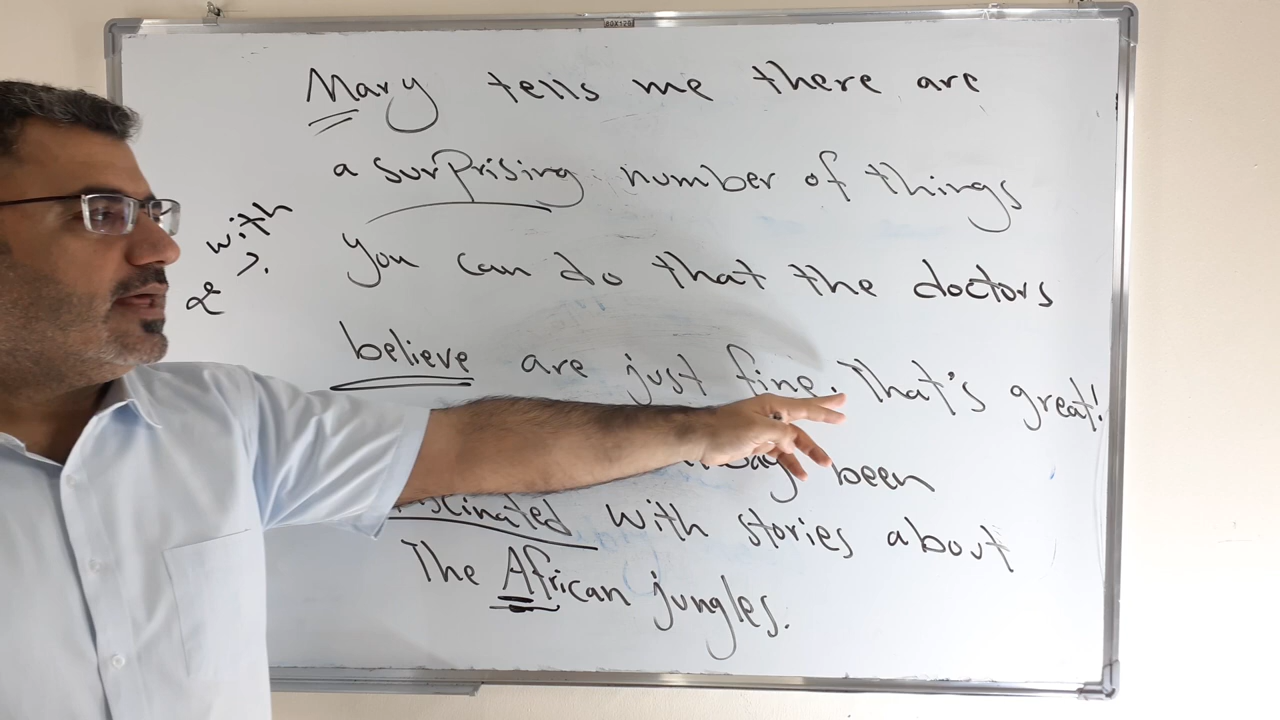 Mary tells me there are
a surprising number of things
with
you can do that the doctors
believe are just fine. That's great!
been
with stories about
The African jungles.